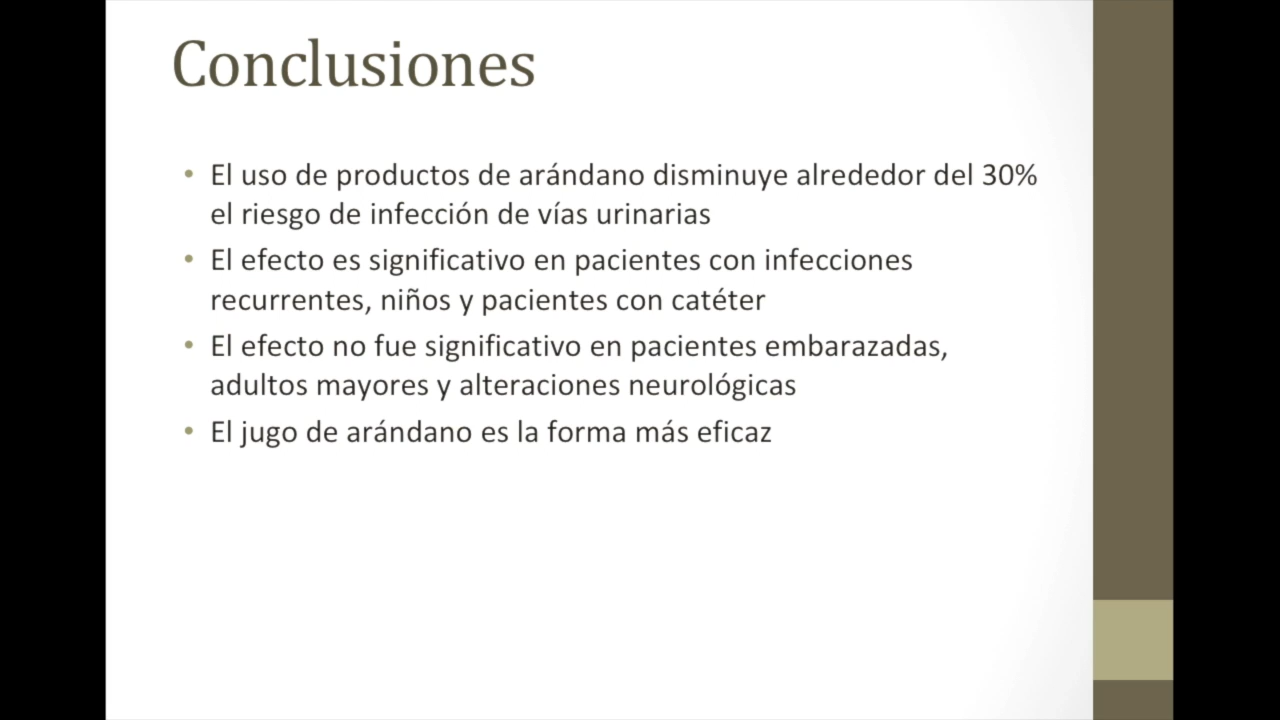 Conclusiones
• El uso de productos de arándano disminuye alrededor del 30%
el riesgo de infección de vías urinarias
• El efecto es significativo en pacientes con infecciones
recurrentes, niños y pacientes con catéter
• El efecto no fue significativo en pacientes embarazadas,
adultos mayores y alteraciones neurológicas
• El jugo de arándano es la forma más eficaz